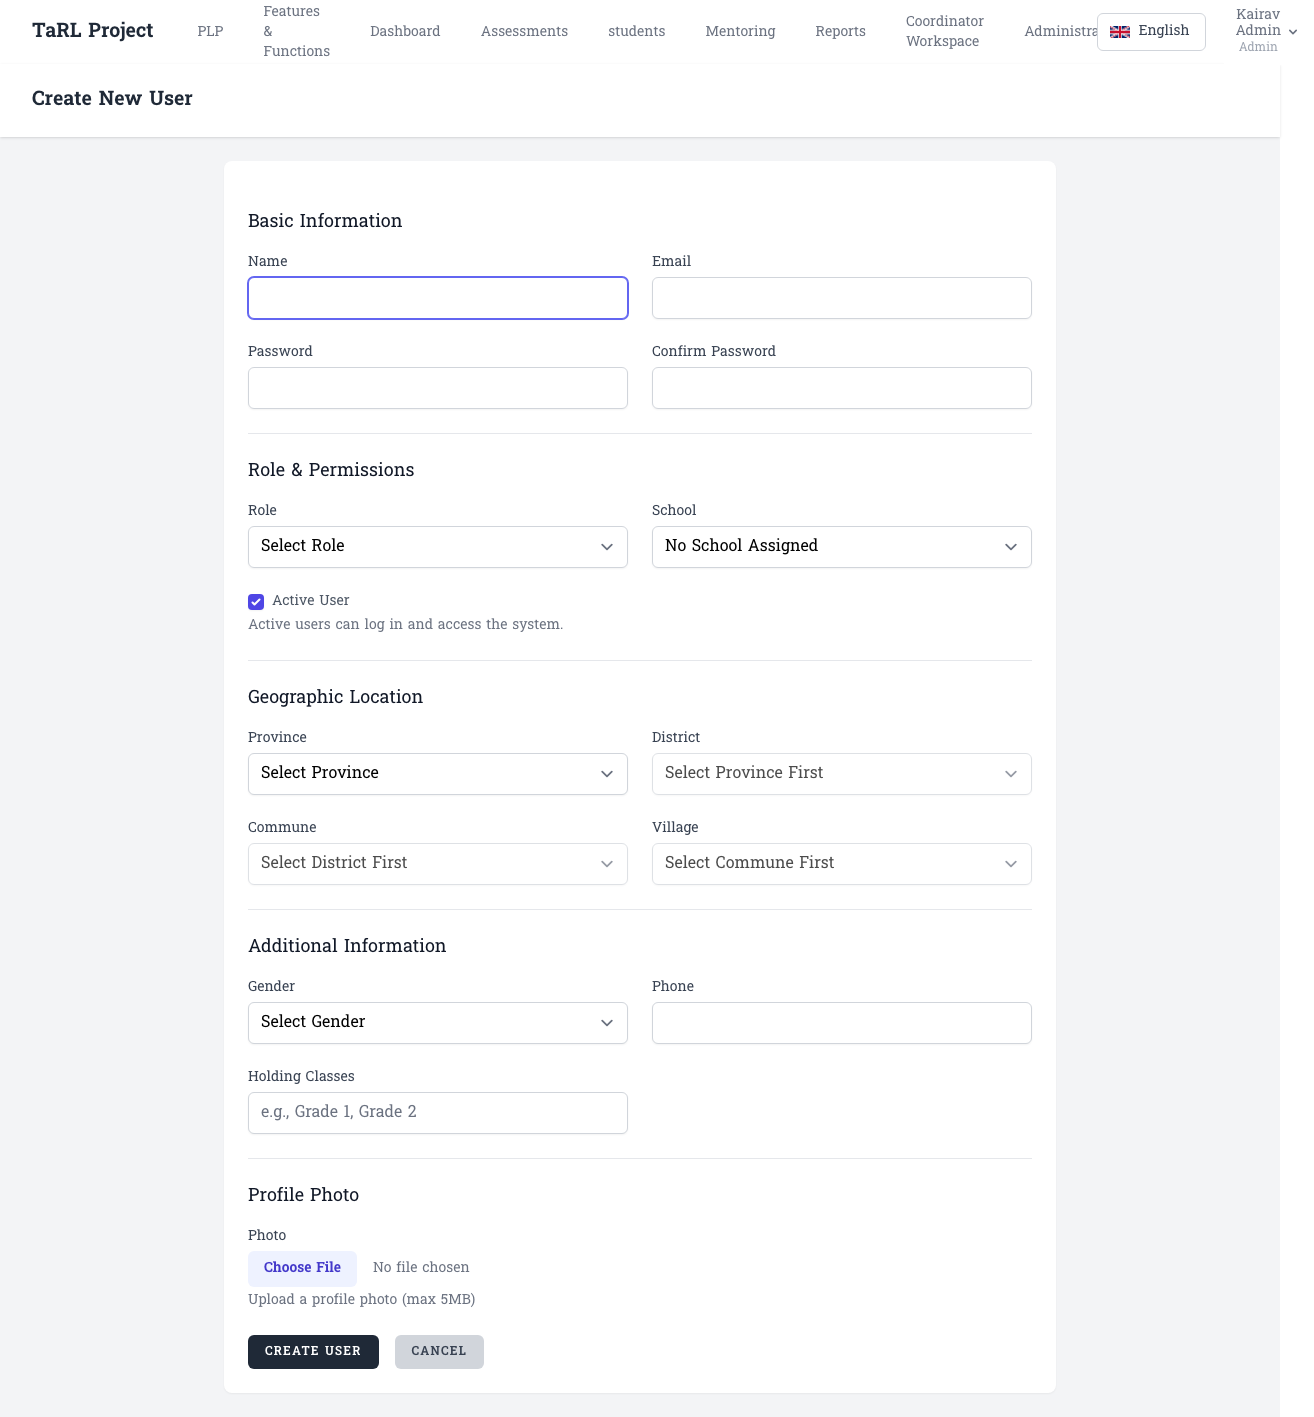 TaRL Project
PLP
Features
&
Functions
Dashboard
Assessments
students
Mentoring
Reports
Coordinator
Workspace
Administra
English
Kairav
Admin
Admin
Create New User
Basic Information
Name
Email
Password
Confirm Password
Role & Permissions
Role
School
Select Role
No School Assigned
Active User
Active users can log in and access the system.
Geographic Location
Province
District
Select Province
Select Province First
Commune
Village
Select District First
Select Commune First
Additional Information
Gender
Phone
Select Gender
Holding Classes
e.g., Grade 1, Grade 2
Profile Photo
Photo
Choose File
No file chosen
Upload a profile photo (max 5MB)
CREATE USER
CANCEL